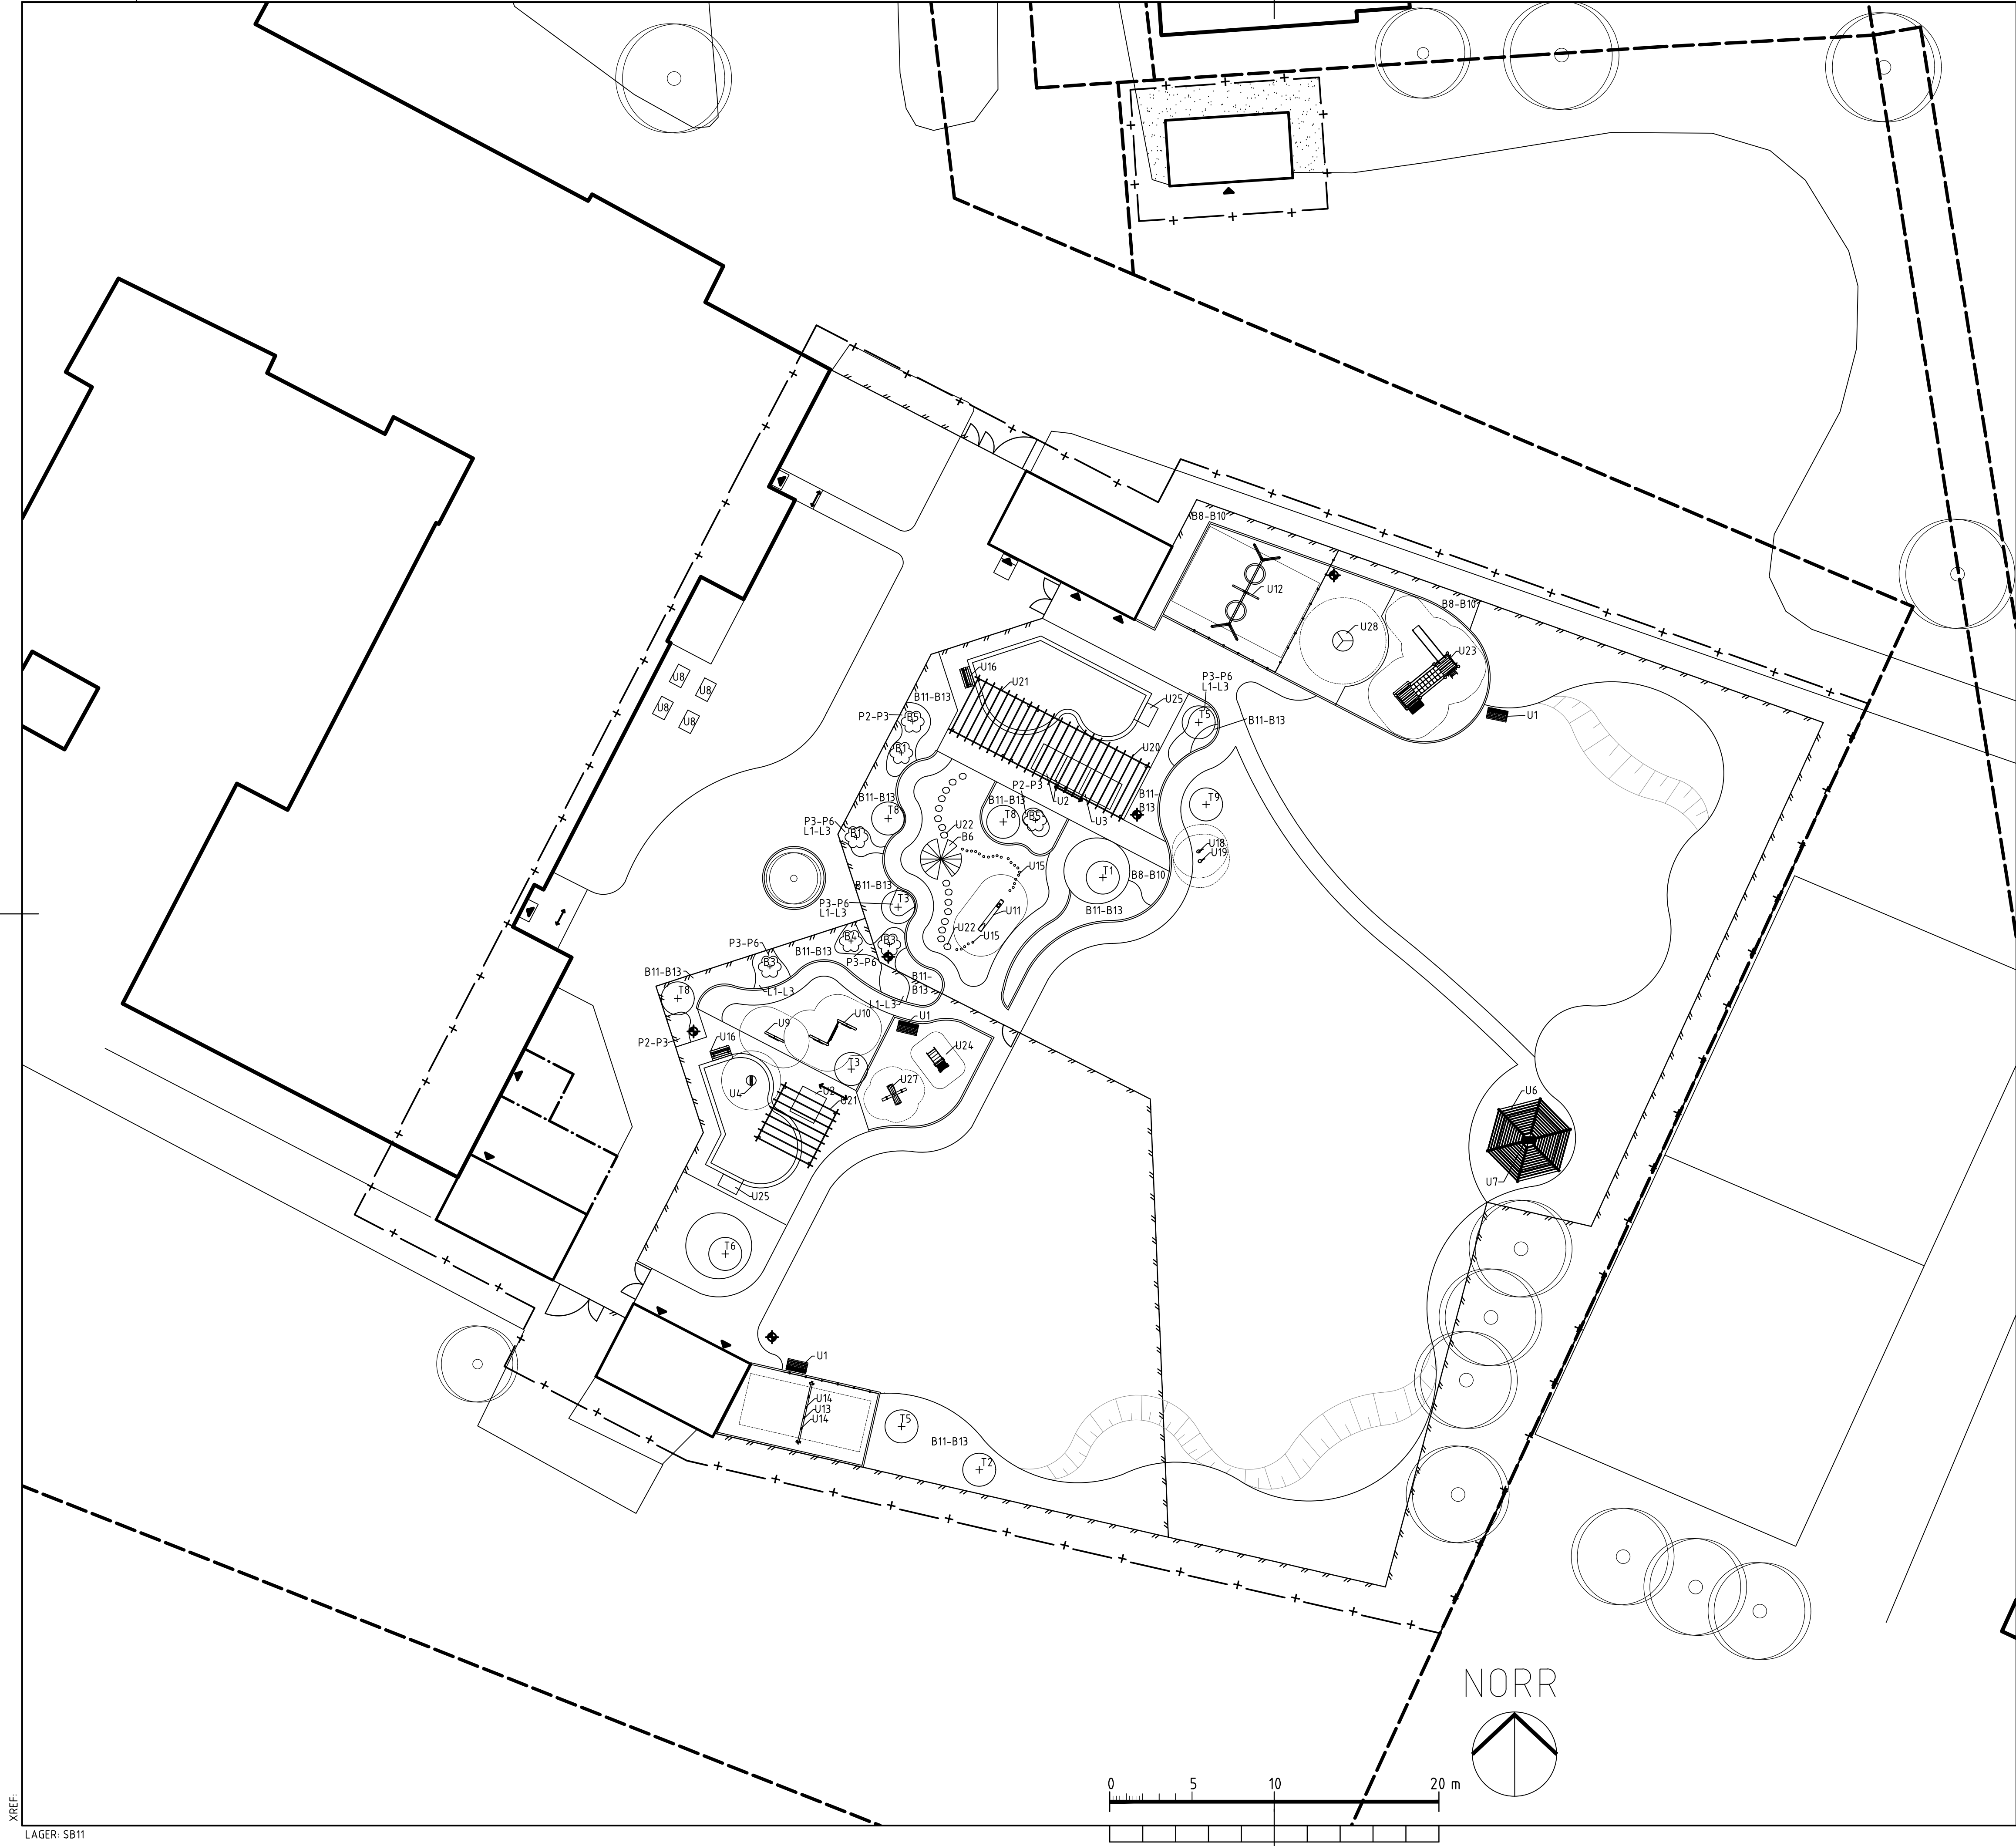 B8-B10
U12
B8-B10
U28
U23
U16
U21
P3-P6
L1-L3
U8
U8
U8
U8
B11-B13
U25
P2-P3
B5
T5
B11-B13
U1
B1
U20
P2-P3
B11-B13
B11-B13
U2
B11-
B13
T9
T8
T8
B5
U3
P3-P6
L1-L3
B1
U22
B6
U18
U19
U15
T1
B8-B10
B11-B13
P3-P6
L1-L3
T3
U11
B11-B13
U22
U15
B4
B3
P3-P6
B11-B13
P3-P6
B3
B11-B13
B11-
B13
L1-L3
L1-L3
T8
U10
U1
U9
P2-P3
U16
U24
T3
U27
U4
U2
U21
U6
U7
U25
T6
U1
U14
U13
U14
T5
B11-B13
T2
NORR
0 5 10 20 m
XREF:
LAGER: SB11